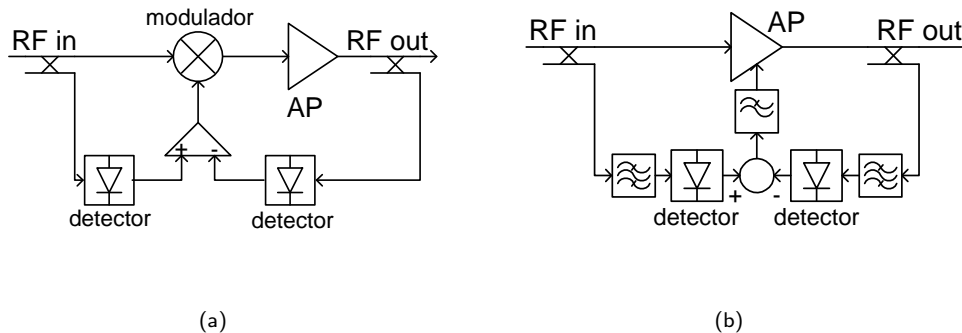 modulador
RF in
RF out
AP
+ -
detector
detector
(a)
AP
RF in
RF out
+ -
detector
detector
(b)